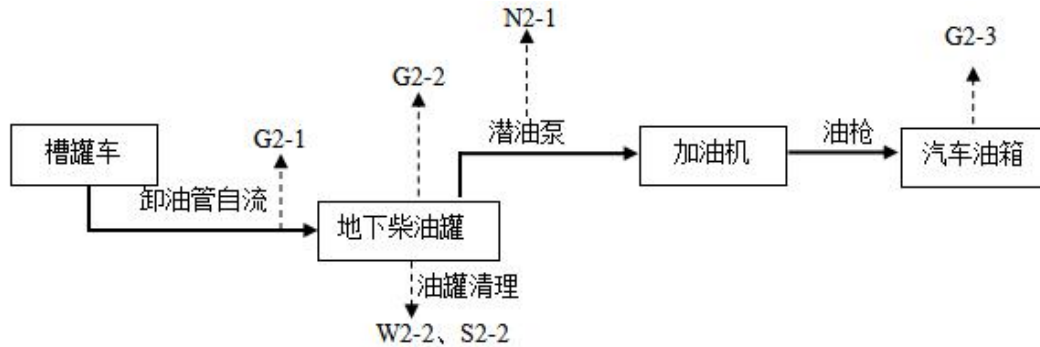 N2-1
G2-3
G2-2
G2-1
槽罐车
潜油泵
加油机
油枪
汽车油箱
卸油管自流
地下柴油罐
油罐清理
W2-2、S2-2